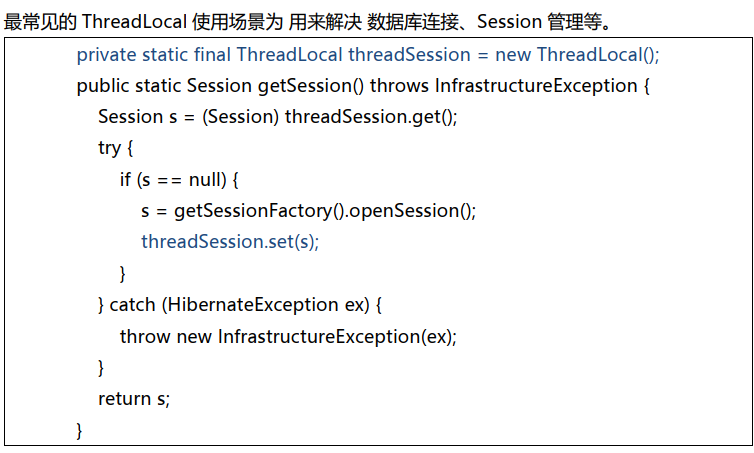 最常见的 ThreadLocal 使用场景为 用来解决 数据库连接、Session 管理等。
private static final ThreadLocal threadSession = new ThreadLocal();
public static Session getSession() throws InfrastructureException {
Session s = (Session) threadSession.get();
try {
if (s == null) {
s = getSessionFactory().openSession();
threadSession.set(s);
}
} catch (HibernateException ex) {
throw new InfrastructureException(ex);
}
return s;
}